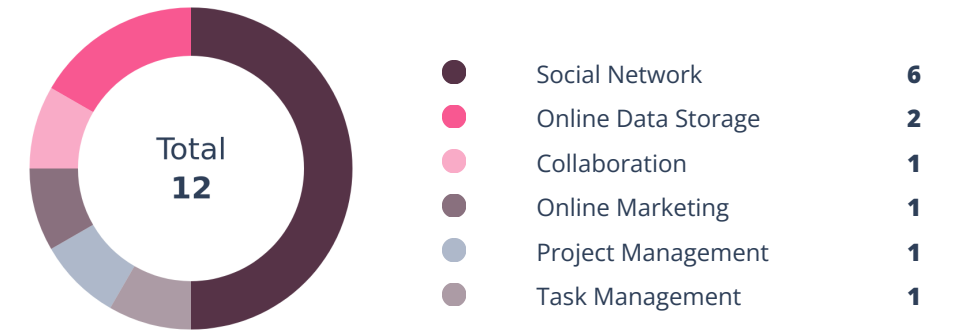 Total
12
Social Network 6
Online Data Storage 2
Collaboration 1
Online Marketing 1
Project Management 1
Task Management 1